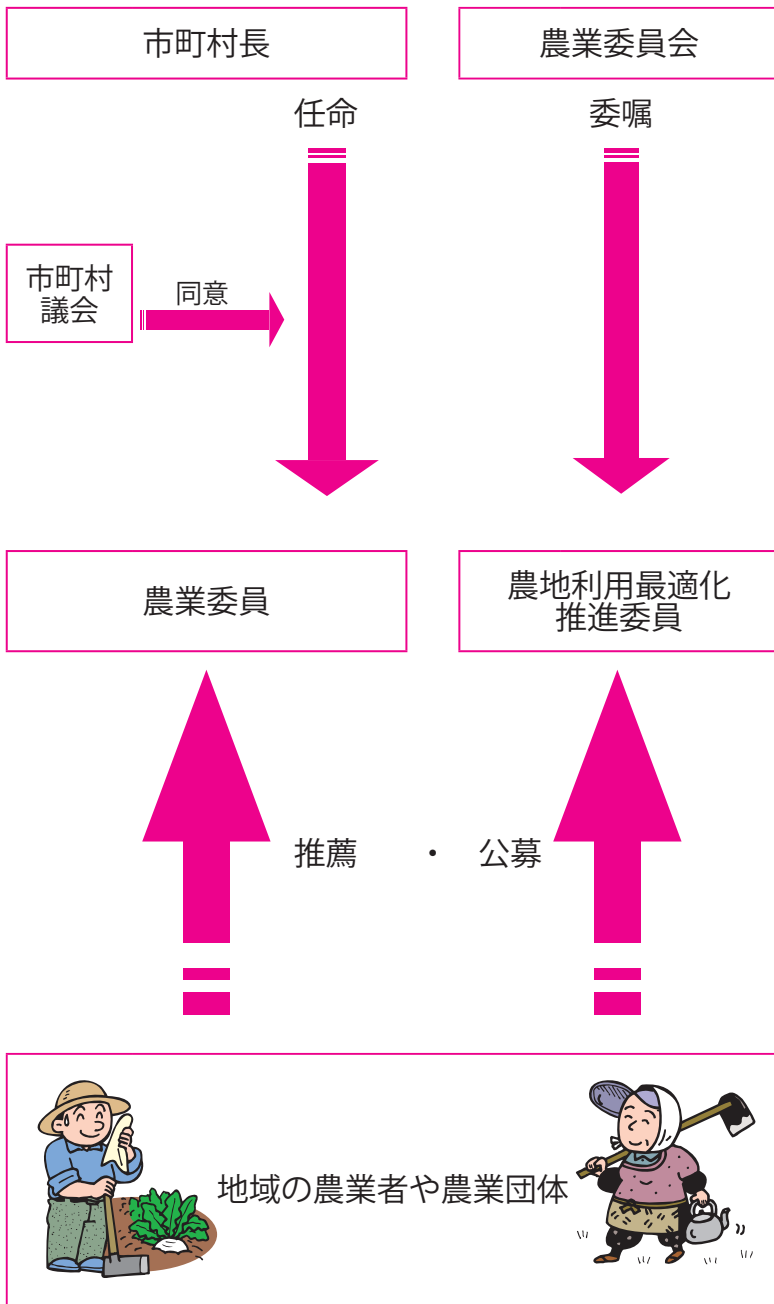 市町村長
農業委員会
任命
委嘱
市町村
議会
同意
農業委員
農地利用最適化
推進委員
推薦 ・ 公募
地域の農業者や農業団体